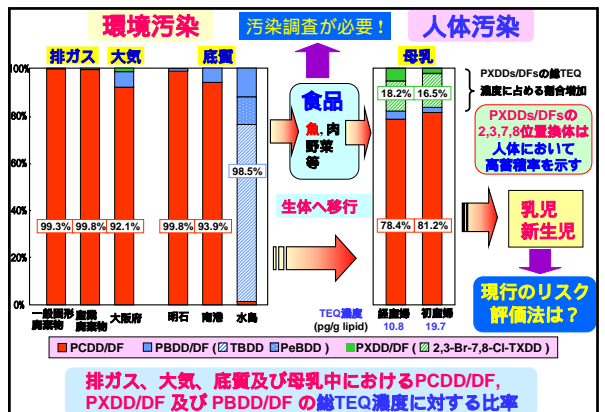 環境汚染
汚染調査が必要！
人体汚染
排ガス
大気
底質
母乳
100%
80%
60%
40%
20%
0%
99.3%
99.8%
92.1%
99.8%
93.9%
98.5%
一般固形
廃棄物
産業
廃棄物
大阪府
明石
南港
水島
食品
魚, 肉
野菜
等
生体へ移行
100%
18.2%
16.5%
78.4%
81.2%
TEQ濃度
(pg/g lipid)
経産婦
10.8
初産婦
19.7
PXDDs/DFsの総TEQ
濃度に占める割合増加
PXDDs/DFsの
2,3,7,8位置換体は
人体において
高蓄積率を示す
乳児
新生児
現行のリスク
評価法は？
PCDD/DF
PBDD/DF (
TBDD
PeBDD )
PXDD/DF (
2,3-Br-7,8-Cl-TXDD )
排ガス、大気、底質及び母乳中におけるPCDD/DF,
PXDD/DF 及び PBDD/DF の総TEQ濃度に対する比率